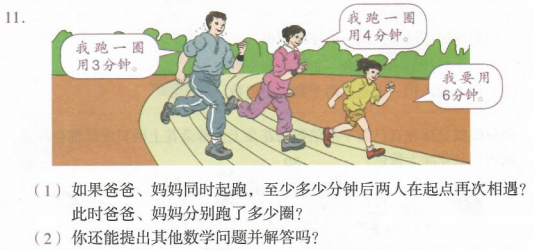 11.
我跑一圈
用3分钟。
我跑一圈
用4分钟。
我要用
6分钟。
（1）如果爸爸、妈妈同时起跑，至少多少分钟后两人在起点再次相遇？
此时爸爸、妈妈分别跑了多少圈？
（2）你还能提出其他数学问题并解答吗？